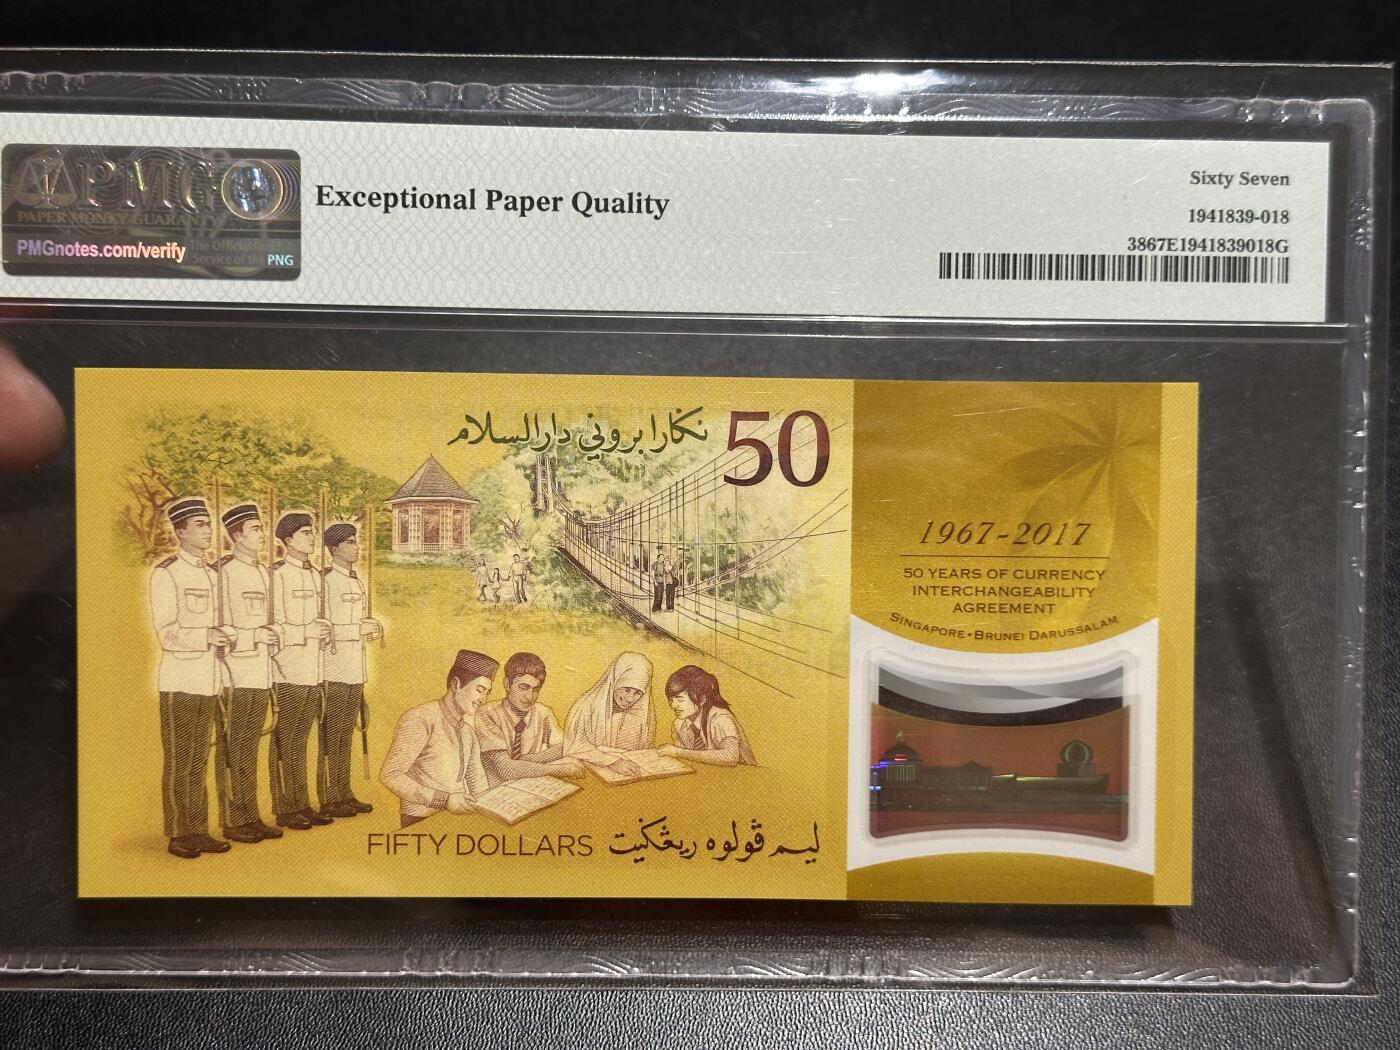 PMG
PAPER MONEY GUARANTY
PMGnotes.com/verify
The Official
Service of the PNG
Exceptional Paper Quality
Sixty Seven
1941839-018
3867E1941839018G
نݢارا بروني دارالسلام
50
1967-2017
50 YEARS OF CURRENCY
INTERCHANGEABILITY
AGREEMENT
SINGAPORE • BRUNEI DARUSSALAM
FIFTY DOLLARS ليم ڤولوه ريڠݢيت